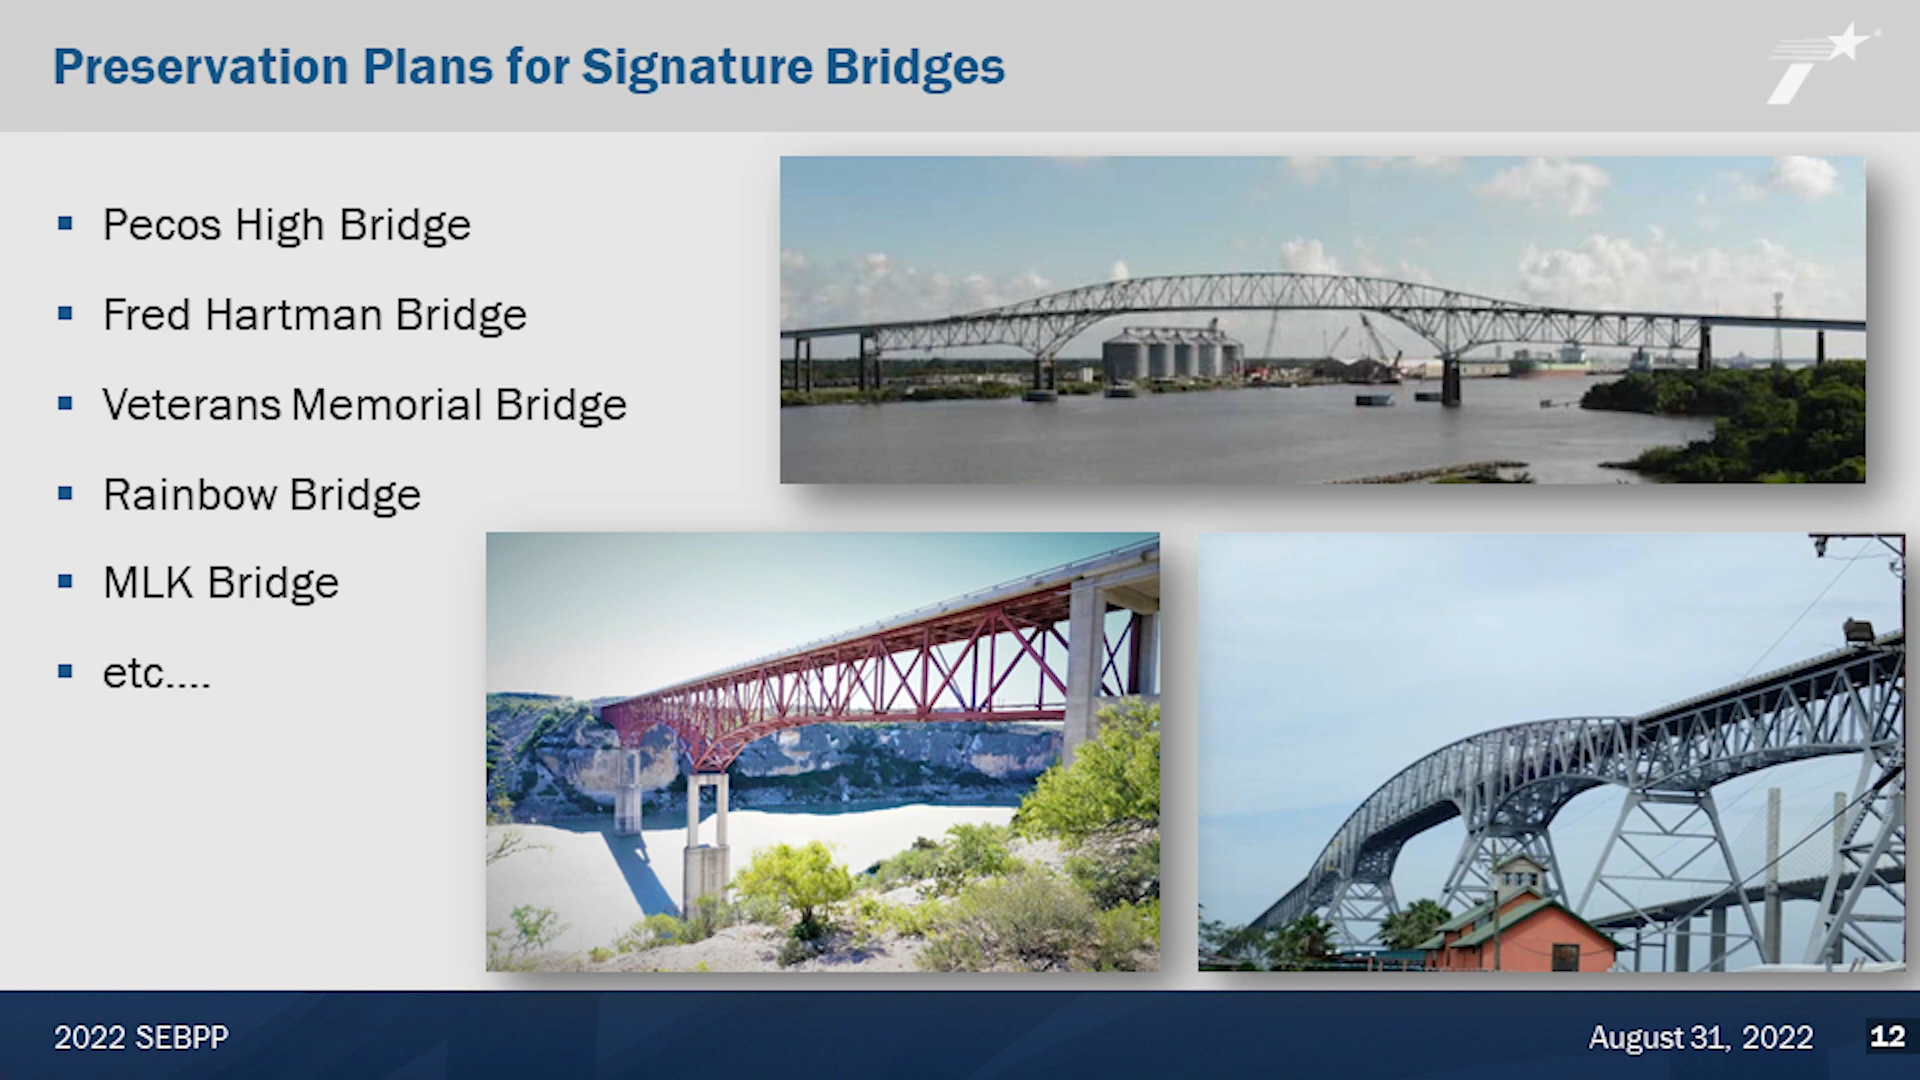 Preservation Plans for Signature Bridges
Pecos High Bridge
Fred Hartman Bridge
Veterans Memorial Bridge
Rainbow Bridge
MLK Bridge
etc....
2022 SEBPP
August 31, 2022
12